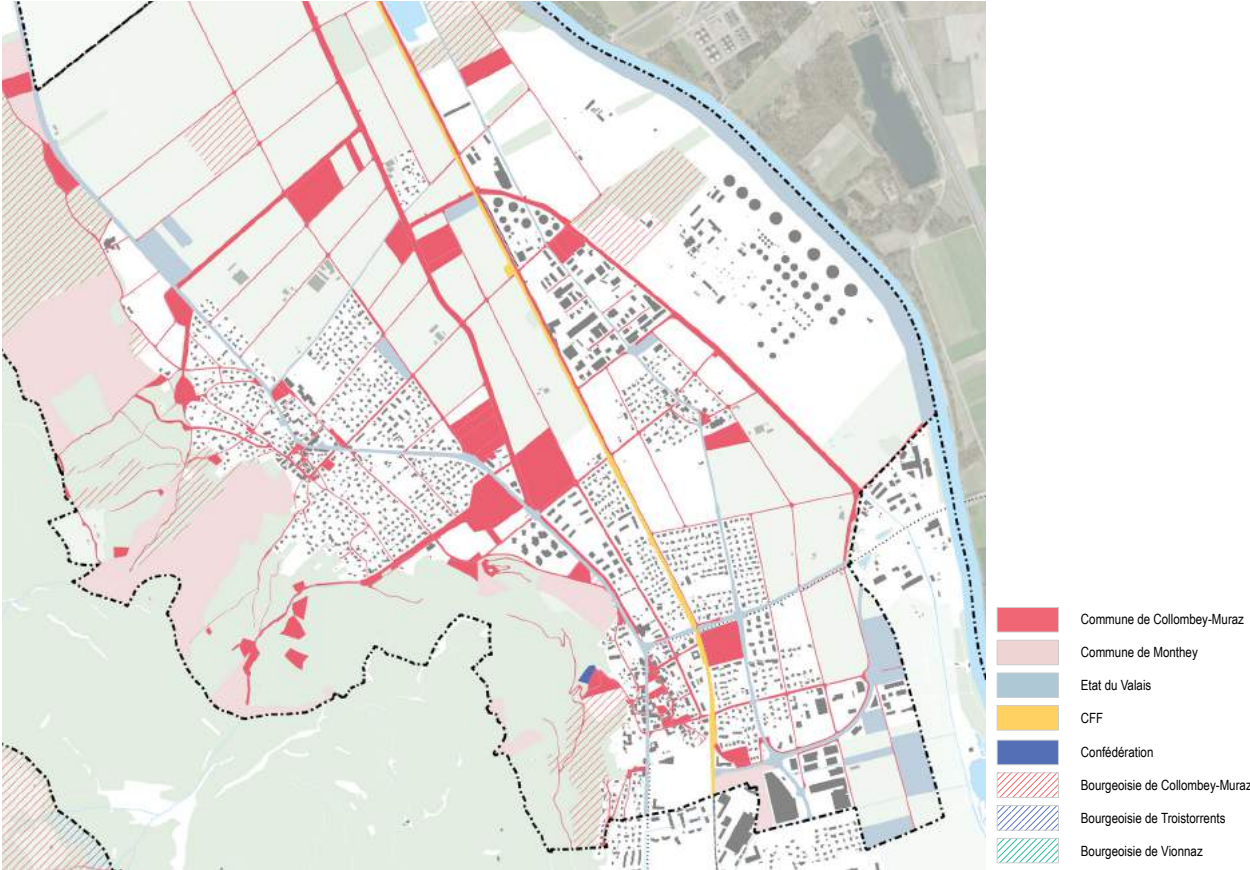 Commune de Collombey-Muraz
Commune de Monthey
Etat du Valais
CFF
Confédération
Bourgeoisie de Collombey-Muraz
Bourgeoisie de Troistorrents
Bourgeoisie de Vionnaz